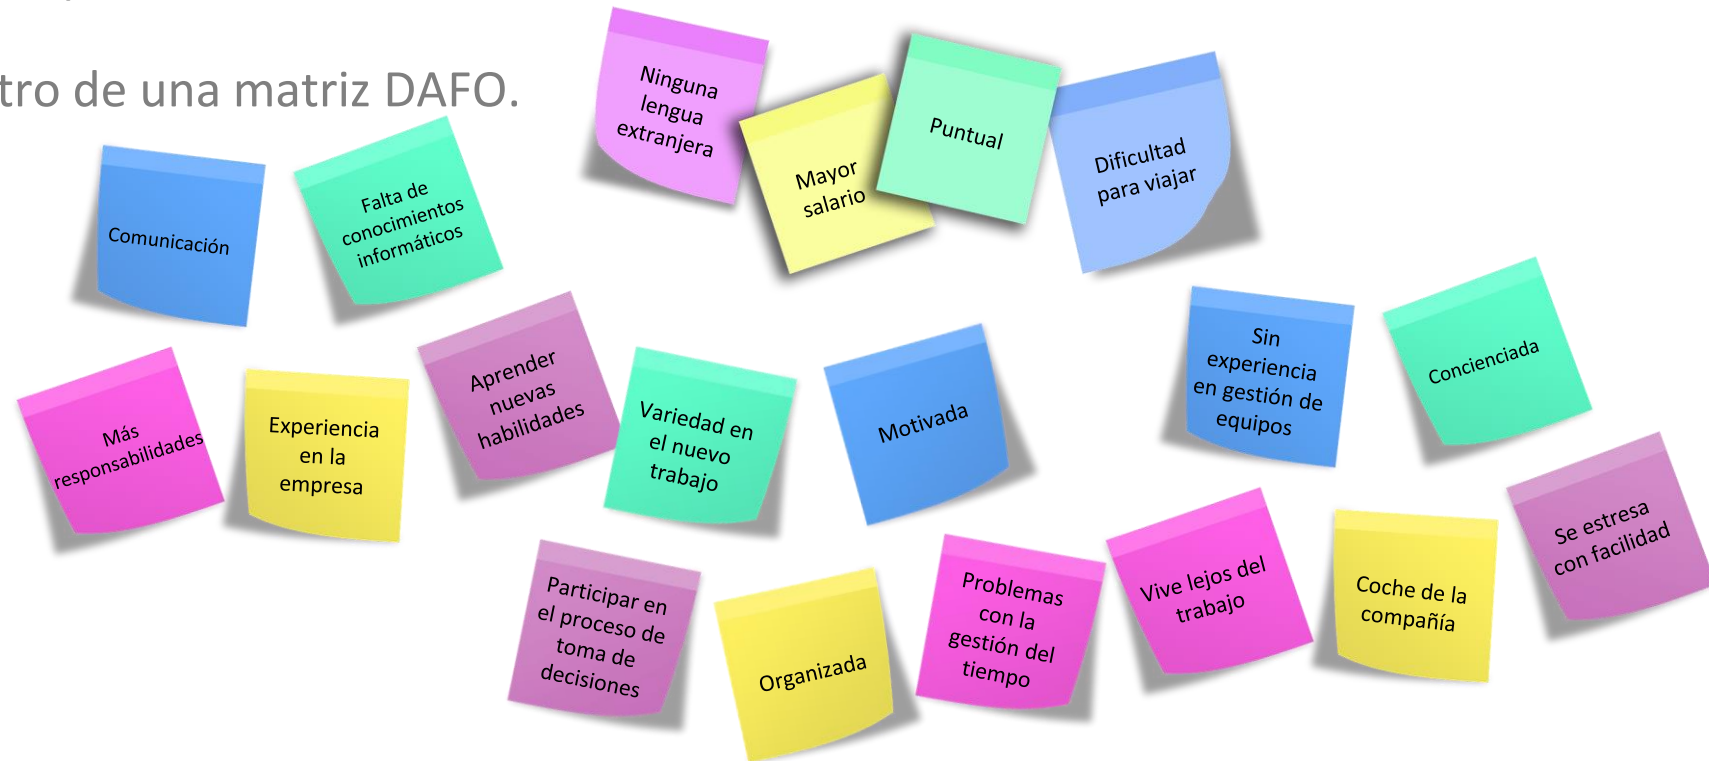 tro de una matriz DAFO.
Ninguna
lengua
extranjera
Mayor
salario
Puntual
Dificultad
para viajar
Comunicación
Falta de
conocimientos
informáticos
Más
responsabilidades
Experiencia
en la
empresa
Aprender
nuevas
habilidades
Variedad en
el nuevo
trabajo
Motivada
Sin
experiencia
en gestión de
equipos
Concienciada
Participar en
el proceso de
toma de
decisiones
Organizada
Problemas
con la
gestión del
tiempo
Vive lejos del
trabajo
Coche de la
compañía
Se estresa
con facilidad